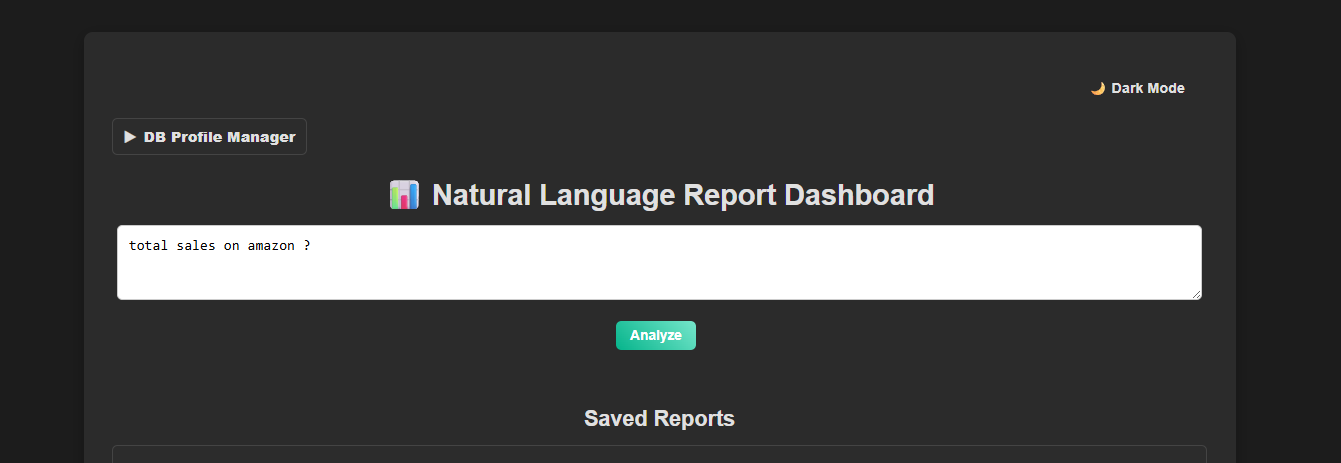 🌙 Dark Mode
▶ DB Profile Manager
📊 Natural Language Report Dashboard
total sales on amazon ?
Analyze
Saved Reports